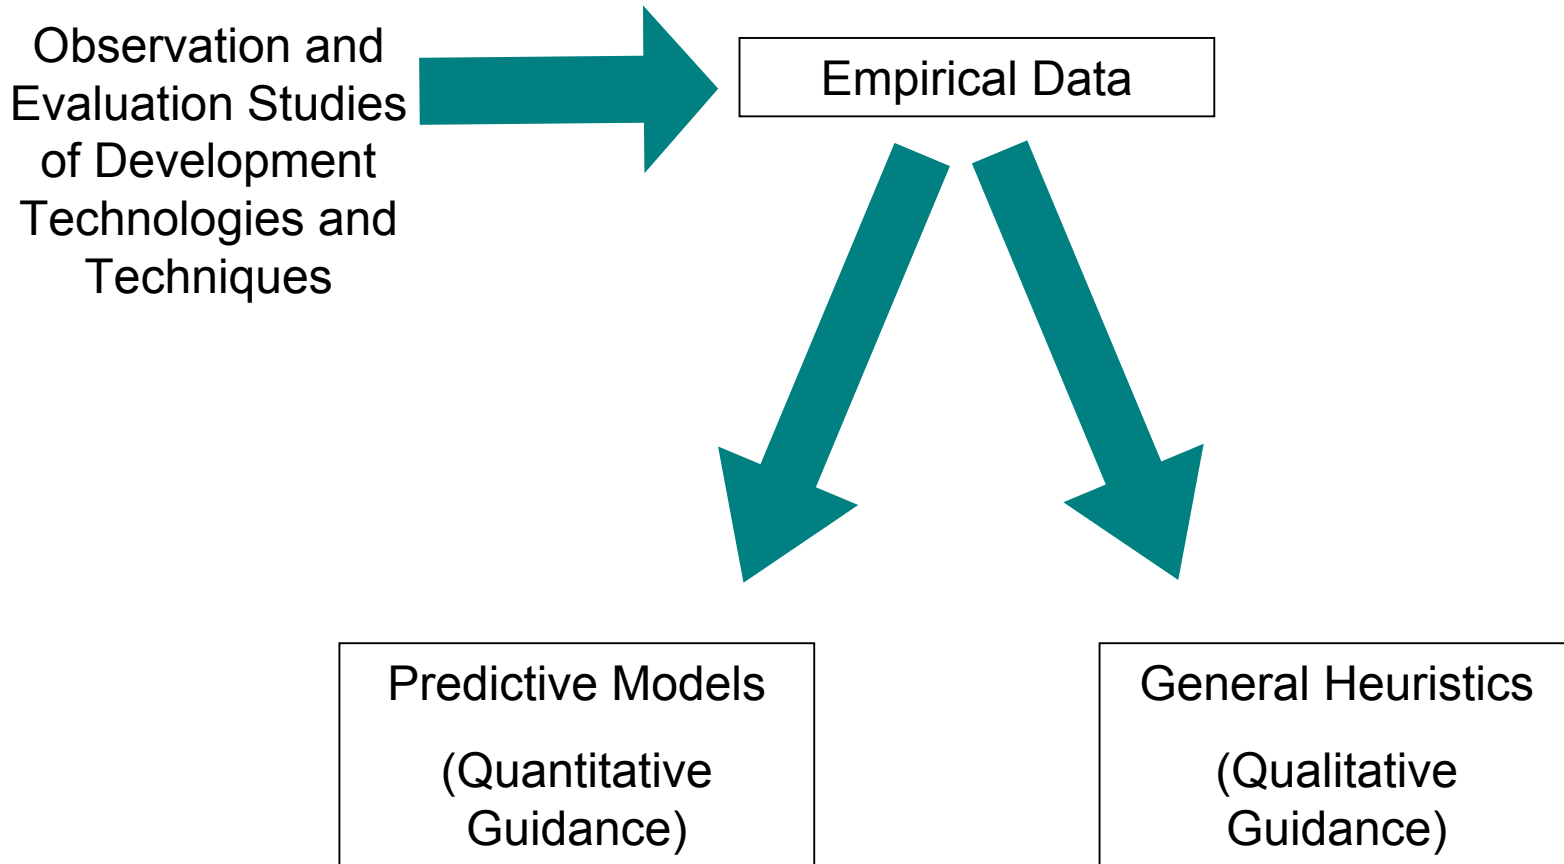 Observation and
Evaluation Studies
of Development
Technologies and
Techniques
Empirical Data
Predictive Models
(Quantitative
Guidance)
General Heuristics
(Qualitative
Guidance)